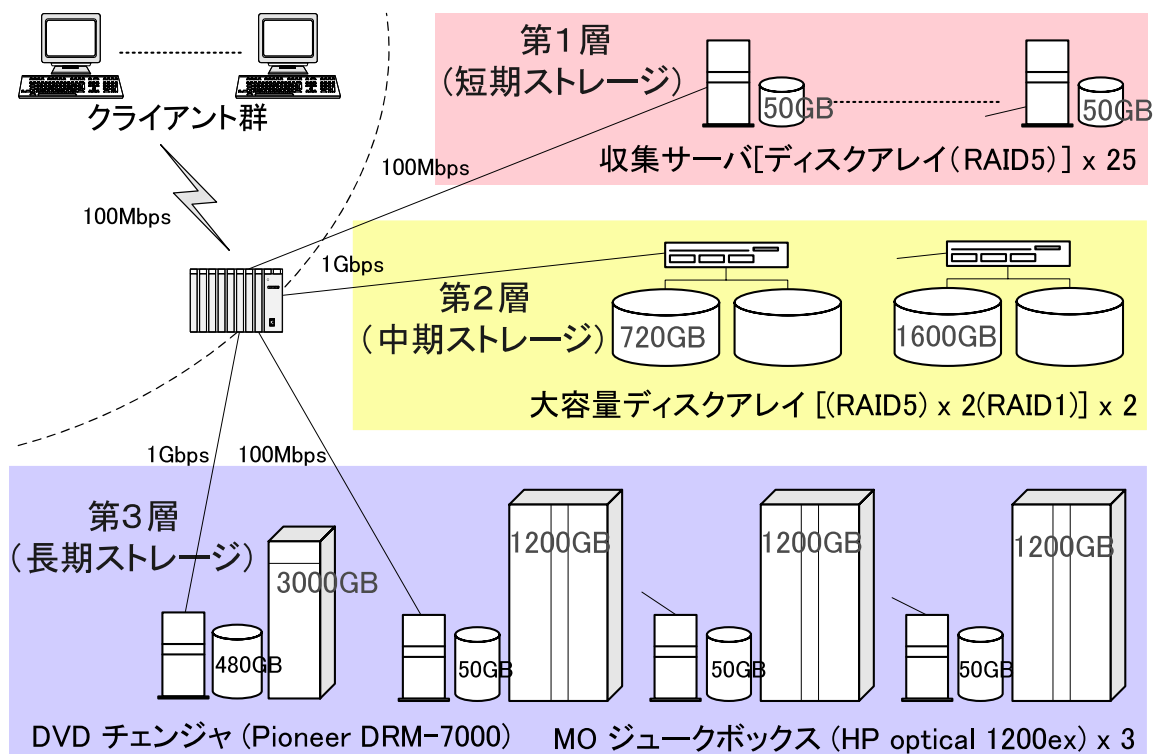 クライアント群
100Mbps
第１層
（短期ストレージ）
50GB
50GB
収集サーバ[ディスクアレイ（RAID5）] x 25
100Mbps
1Gbps
第２層
（中期ストレージ）
720GB
1600GB
大容量ディスクアレイ [(RAID5) x 2(RAID1)] x 2
1Gbps
100Mbps
第３層
（長期ストレージ）
3000GB
480GB
1200GB
50GB
1200GB
50GB
1200GB
50GB
DVD チェンジャ (Pioneer DRM-7000)
MO ジュークボックス (HP optical 1200ex) x 3